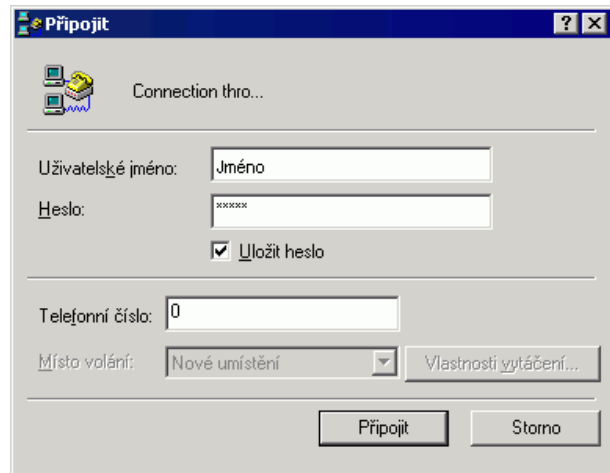 Připojit
Connection thro...
Uživatelské jméno: Jméno
Heslo: *****
Uložit heslo
Telefonní číslo: 0
Místo volání: Nové umístění Vlastnosti vytáčení...
Připojit Storno